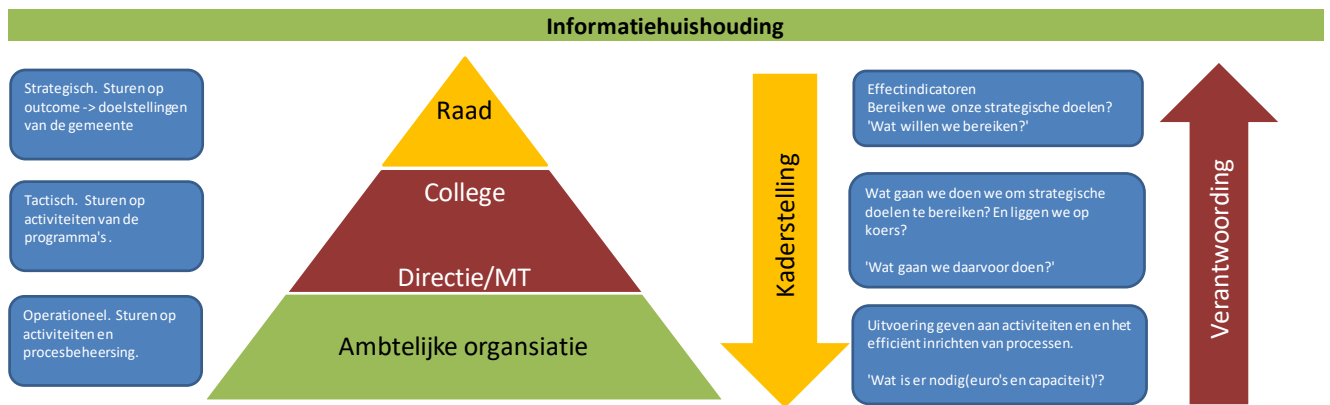 Informatiehuishouding
Strategisch. Sturen op
outcome -> doelstellingen
van de gemeente
Tactisch. Sturen op
activiteiten van de
programma's .
Operationeel. Sturen op
activiteiten en
procesbeheersing.
Raad
College
Directie/MT
Ambtelijke organsiatie
Kaderstelling
Effectindicatoren
Bereiken we onze strategische doelen?
'Wat willen we bereiken?'
Wat gaan we doen we om strategische
doelen te bereiken? En liggen we op
koers?
'Wat gaan we daarvoor doen?'
Uitvoering geven aan activiteiten en en het
efficiënt inrichten van processen.
'Wat is er nodig(euro's en capaciteit)'?
Verantwoording